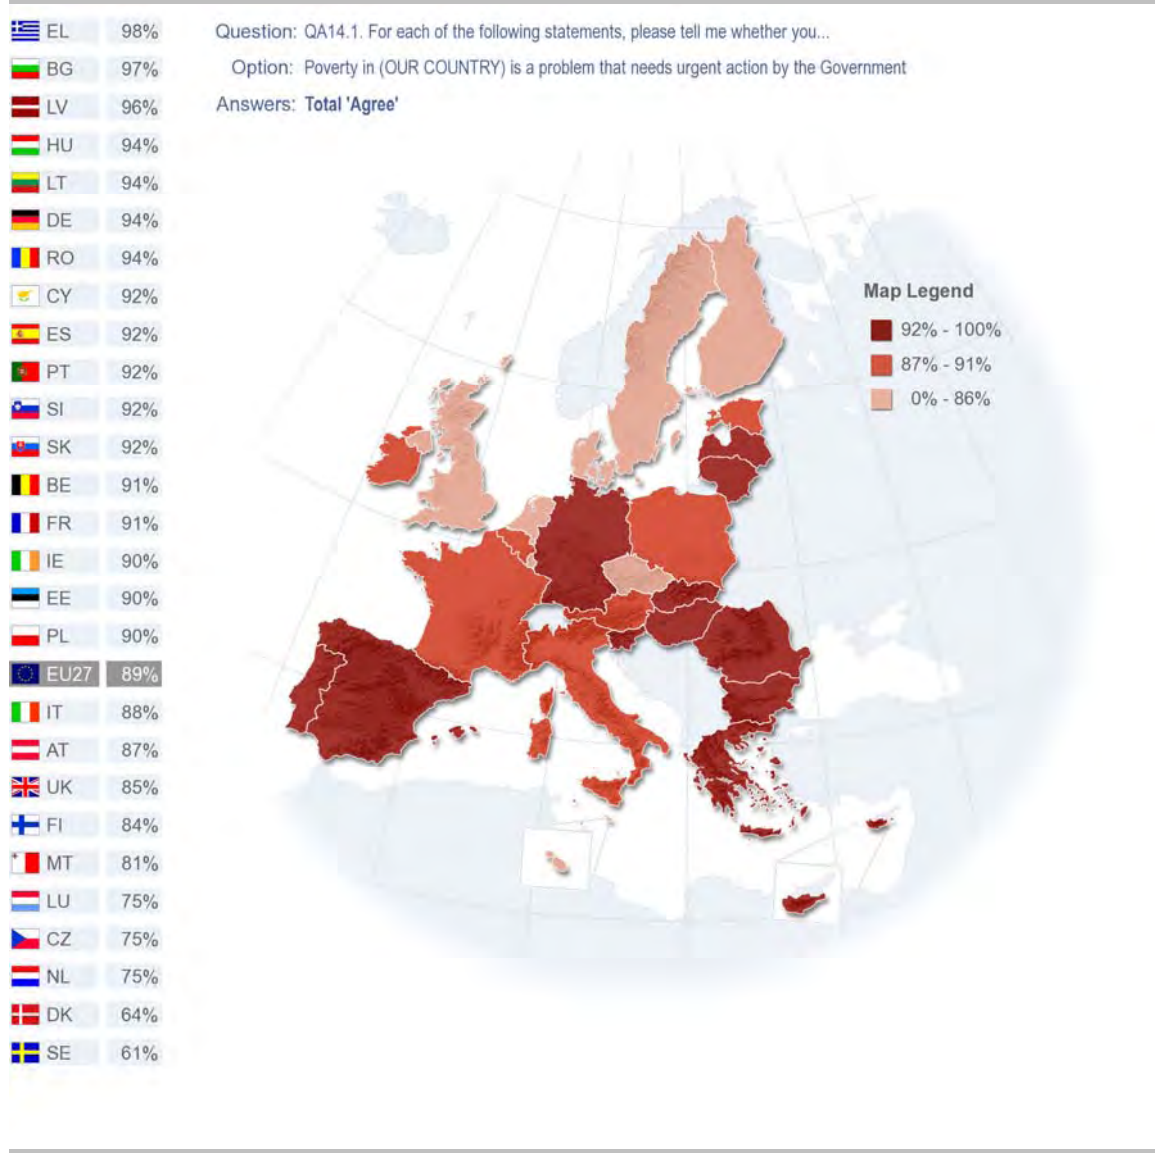 Question: QA14.1. For each of the following statements, please tell me whether you...
Option: Poverty in (OUR COUNTRY) is a problem that needs urgent action by the Government
Answers: Total 'Agree'
EL 98%
BG 97%
LV 96%
HU 94%
LT 94%
DE 94%
RO 94%
CY 92%
ES 92%
PT 92%
SI 92%
SK 92%
BE 91%
FR 91%
IE 90%
EE 90%
PL 90%
EU27 89%
IT 88%
AT 87%
UK 85%
FI 84%
MT 81%
LU 75%
CZ 75%
NL 75%
DK 64%
SE 61%
Map Legend
92% - 100%
87% - 91%
0% - 86%